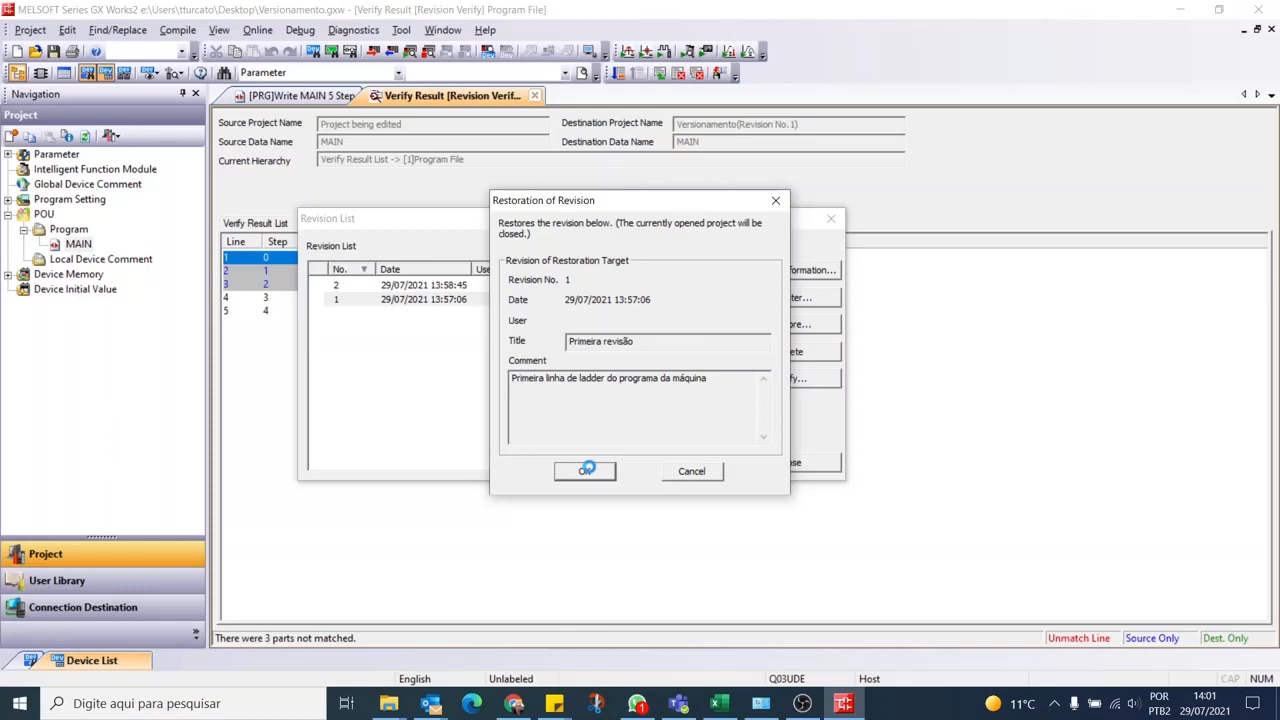 MELSOFT Series GX Works2 e:\Users\tturcato\Desktop\Versionamento.gxw - [Verify Result [Revision Verify] Program File]
Project Edit Find/Replace Compile View Online Debug Diagnostics Tool Window Help
Parameter
Navigation
[PRG]Write MAIN 5 Step
Verify Result [Revision Verif...
Project
Source Project Name Project being edited Destination Project Name Versionamento(Revision No. 1)
Source Data Name MAIN Destination Data Name MAIN
Current Hierarchy Verify Result List -> [1]Program File
Parameter
Intelligent Function Module
Global Device Comment
Program Setting
POU
Program
MAIN
Local Device Comment
Device Memory
Device Initial Value
Verify Result List
Line Step
1 0
2 1
3 2
4 3
5 4
Revision List
Revision List
No. Date Use
2 29/07/2021 13:58:45
1 29/07/2021 13:57:06
formation...
ter...
ore...
ete
fy...
ose
Restoration of Revision
Restores the revision below. (The currently opened project will be
closed.)
Revision of Restoration Target
Revision No. 1
Date 29/07/2021 13:57:06
User
Title Primeira revisão
Comment
Primeira linha de ladder do programa da máquina
OK Cancel
Project
User Library
Connection Destination
There were 3 parts not matched. Unmatch Line Source Only Dest. Only
Device List
English Unlabeled Q03UDE Host CAP NUM
Digite aqui para pesquisar
11°C
POR
PTB2
14:01
29/07/2021